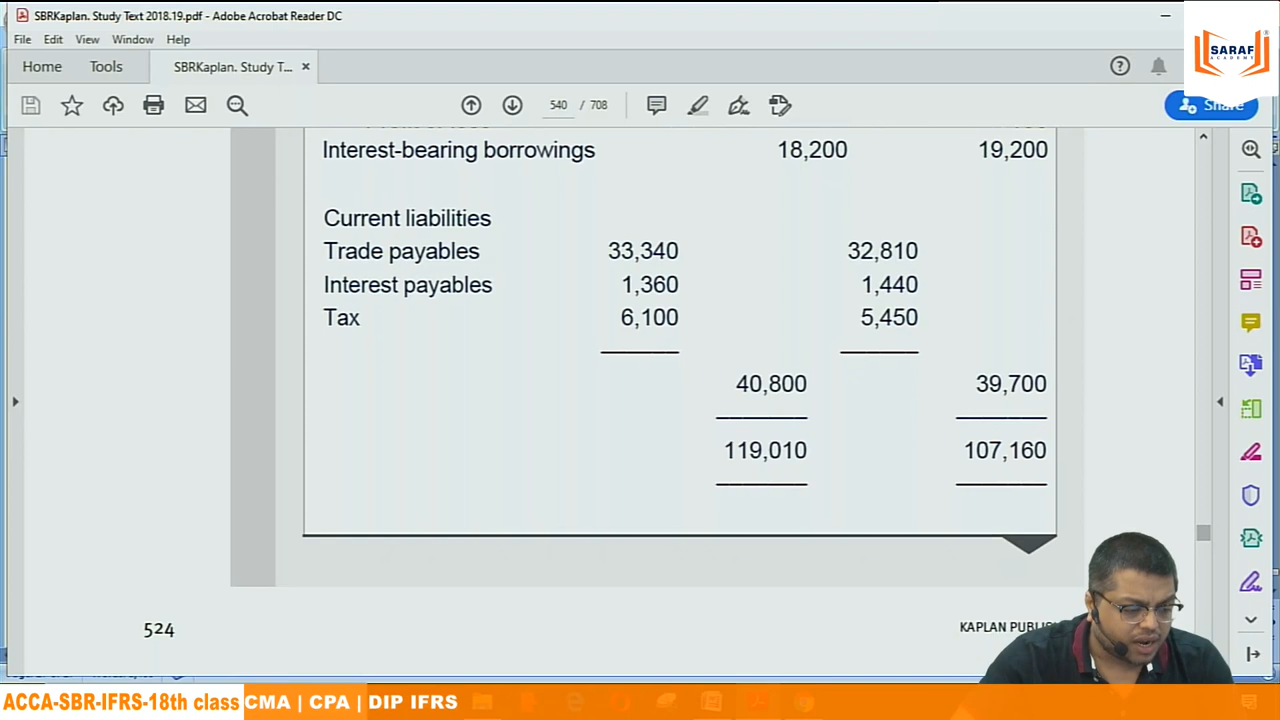 SBRKaplan. Study Text 2018.19.pdf - Adobe Acrobat Reader DC
File Edit View Window Help
SARAF
ACADEMY
Home Tools SBRKaplan. Study T... ×
540 / 708
Share
Interest-bearing borrowings 18,200 19,200
Current liabilities
Trade payables 33,340 32,810
Interest payables 1,360 1,440
Tax 6,100 5,450
40,800 39,700
119,010 107,160
524
KAPLAN
ACCA-SBR-IFRS-18th class CMA | CPA | DIP IFRS